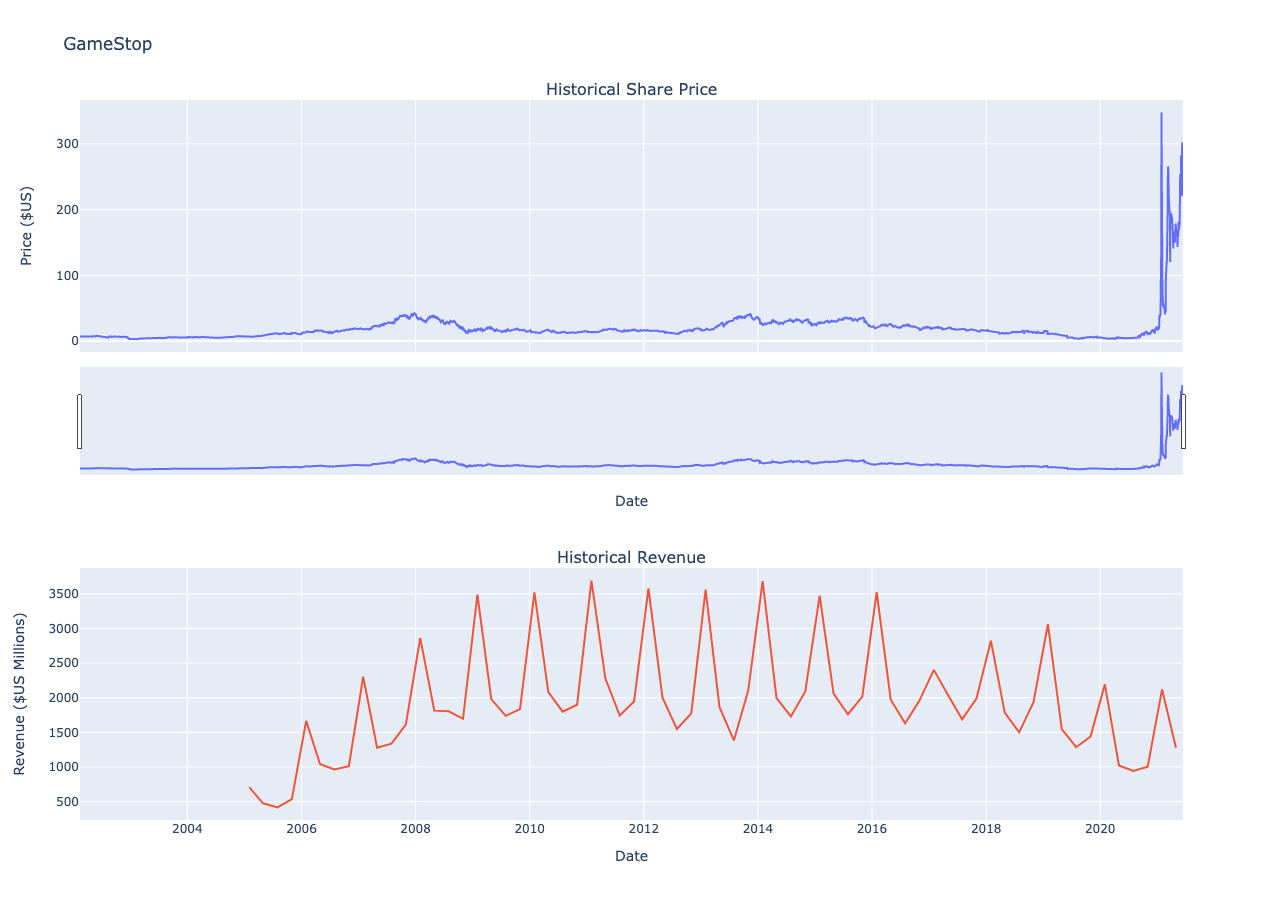 GameStop
Historical Share Price
Price ($US)
300
200
100
0
Date
Historical Revenue
Revenue ($US Millions)
3500
3000
2500
2000
1500
1000
500
2004 2006 2008 2010 2012 2014 2016 2018 2020
Date